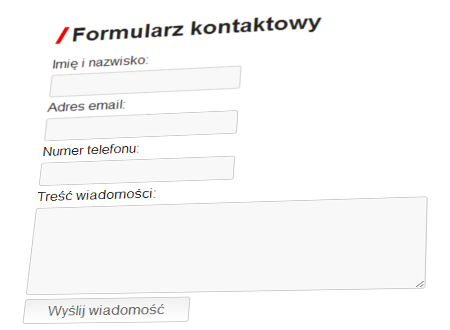 Formularz kontaktowy
Imię i nazwisko:
Adres email:
Numer telefonu:
Treść wiadomości:
Wyślij wiadomość